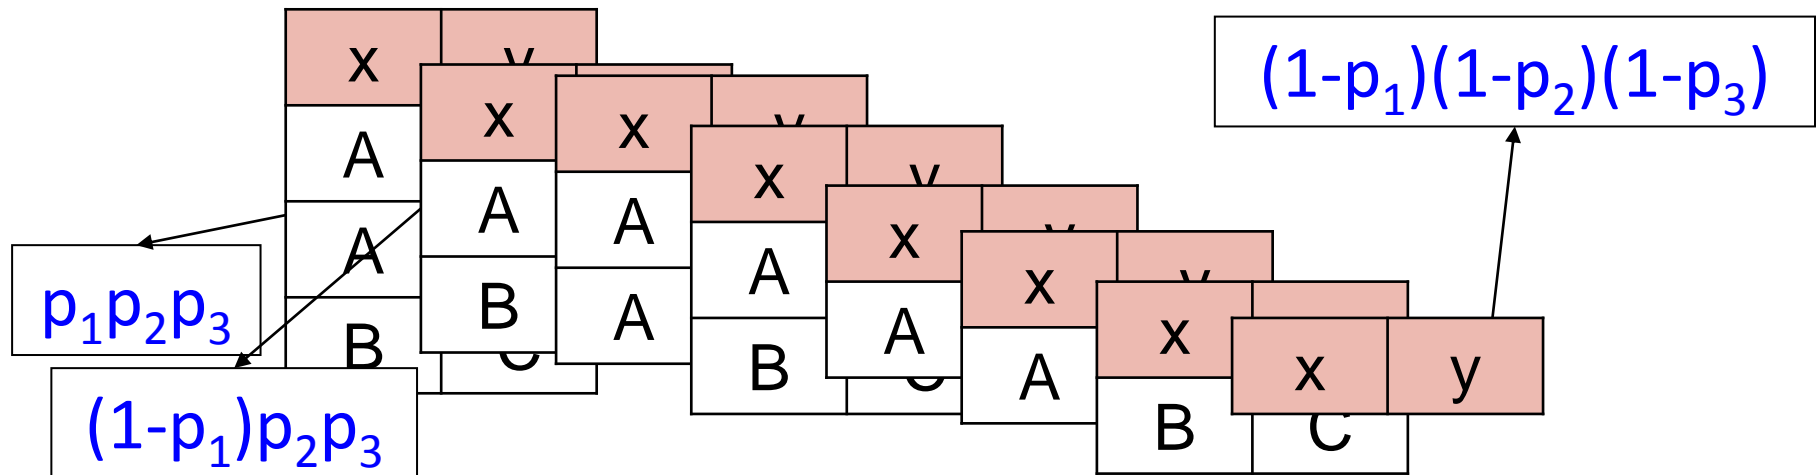 x
A
A
B
x
A
B
x
A
A
x
A
B
x
A
x
A
x
B C
x y
p₁p₂p₃
(1-p₁)p₂p₃
(1-p₁)(1-p₂)(1-p₃)